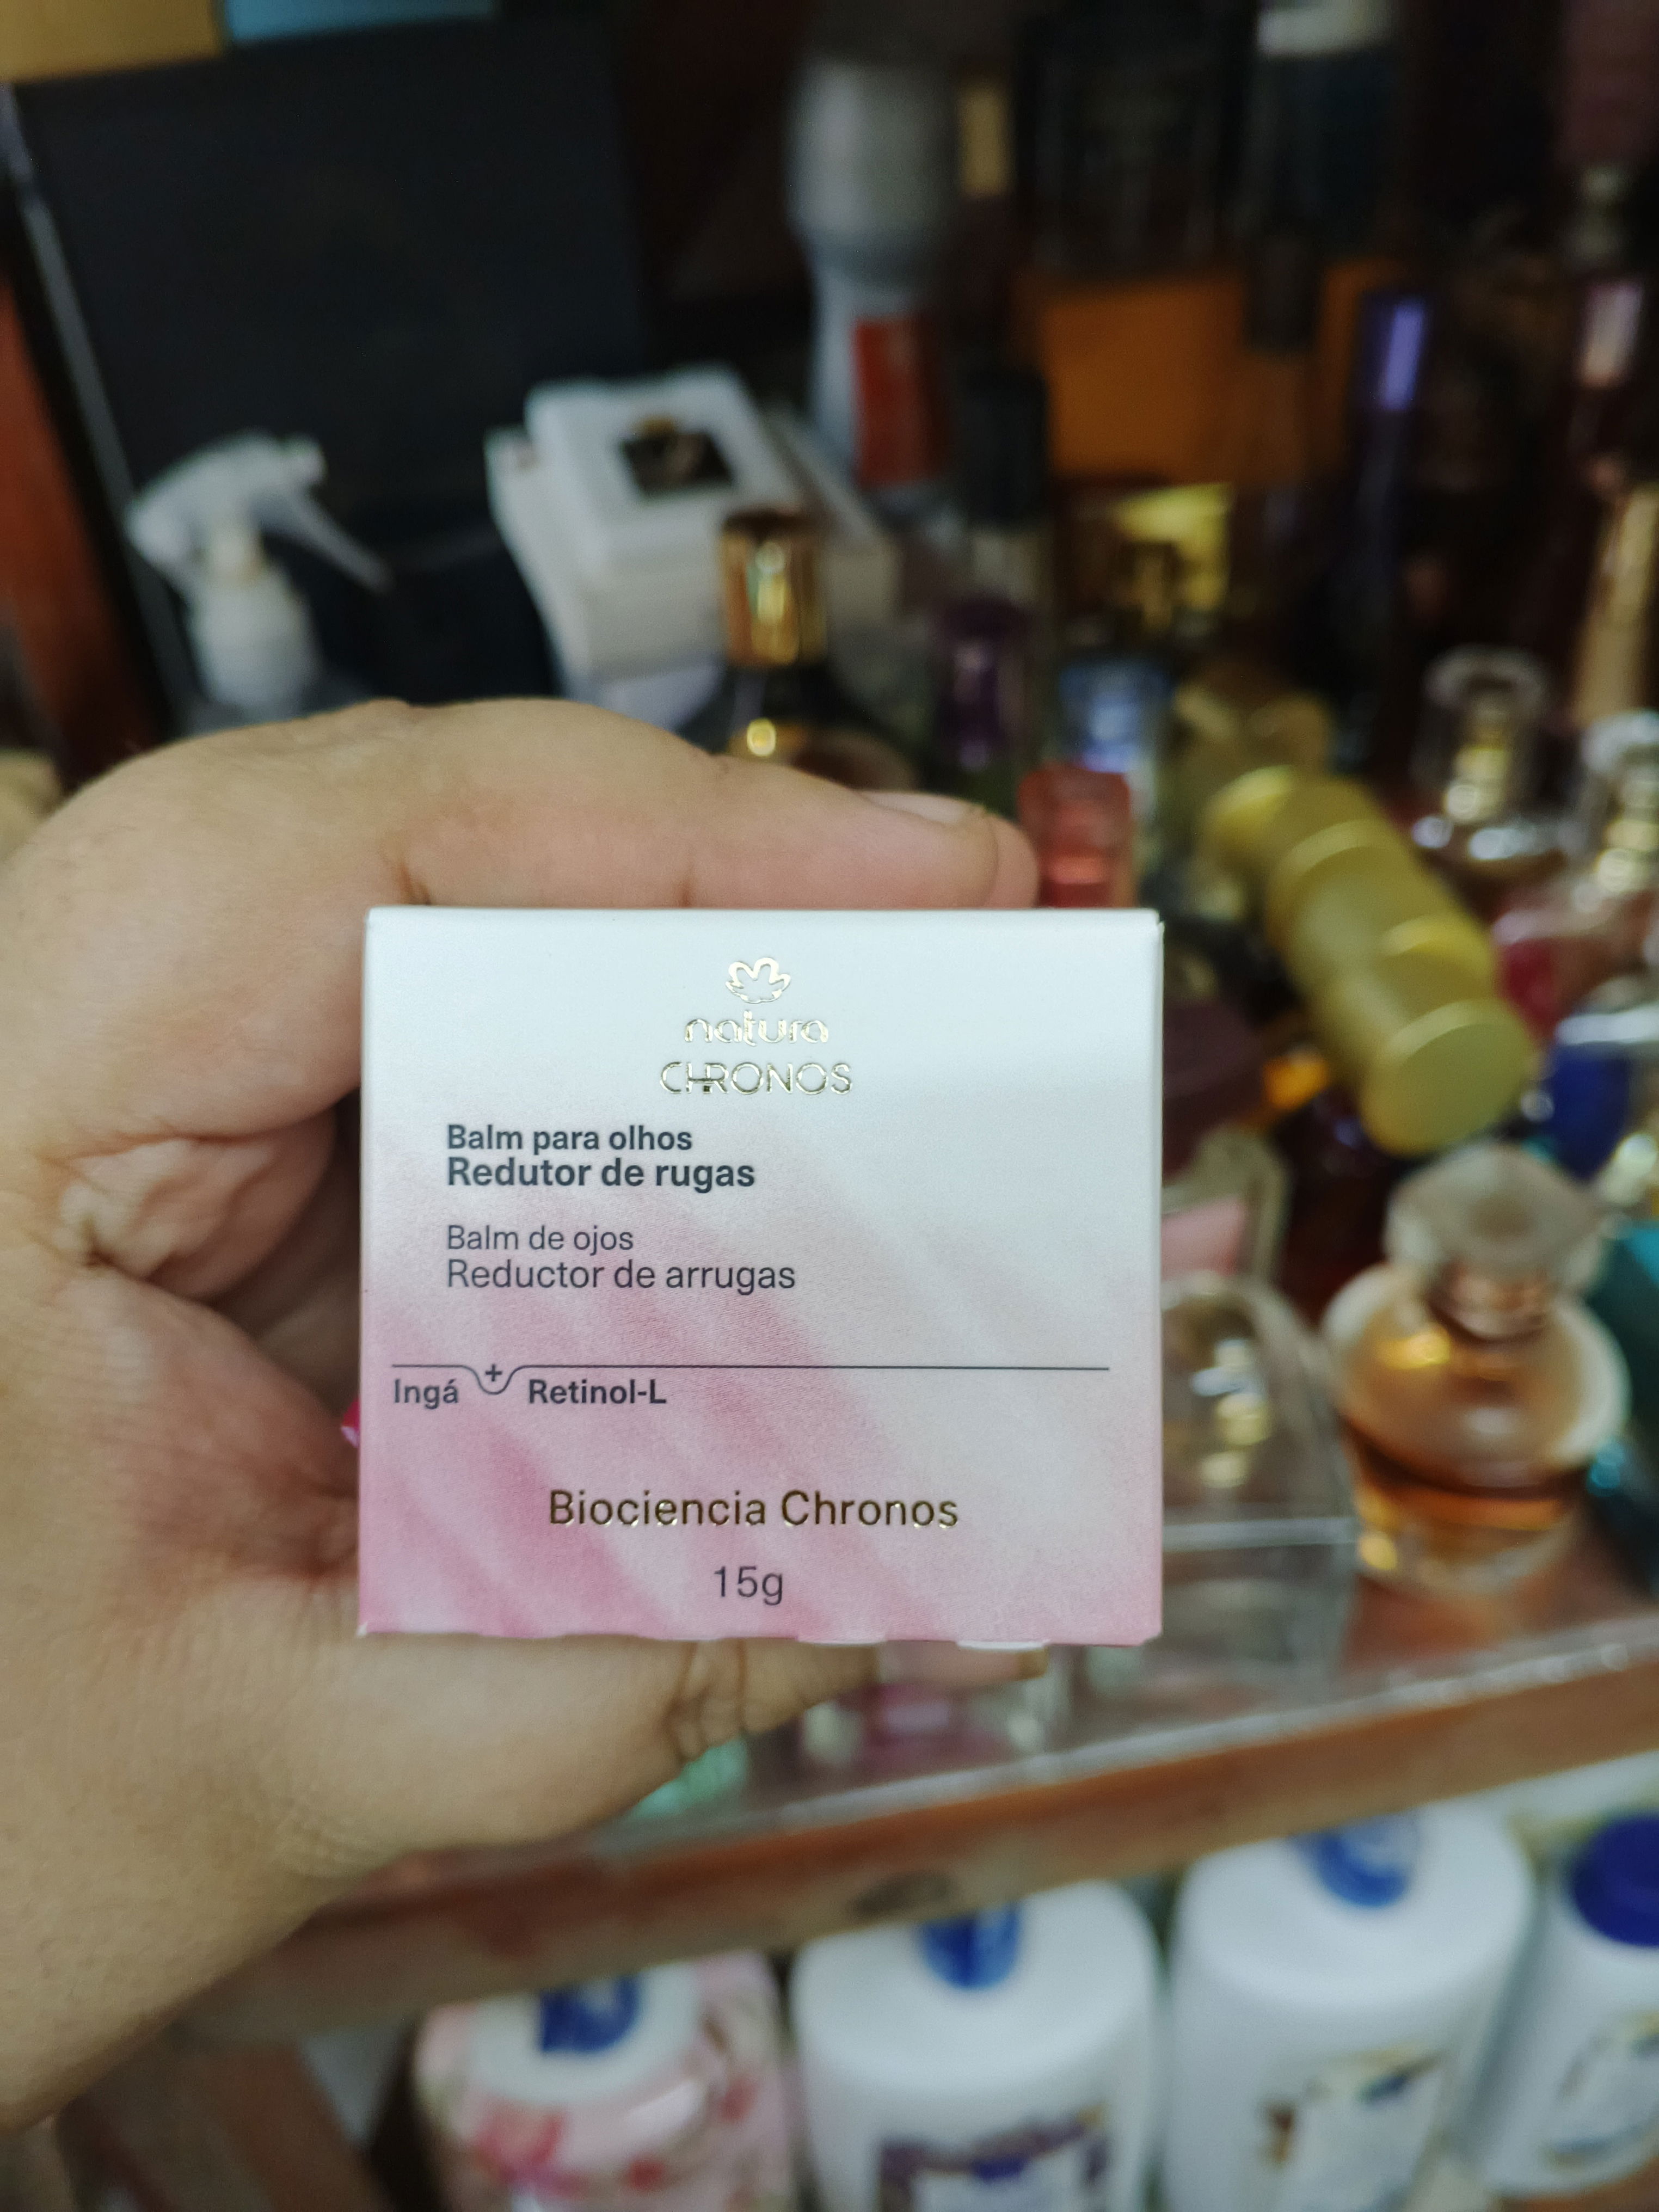 natura
CHRONOS
Balm para olhos
Redutor de rugas
Balm de ojos
Reductor de arrugas
Ingá + Retinol-L
Biociencia Chronos
15g